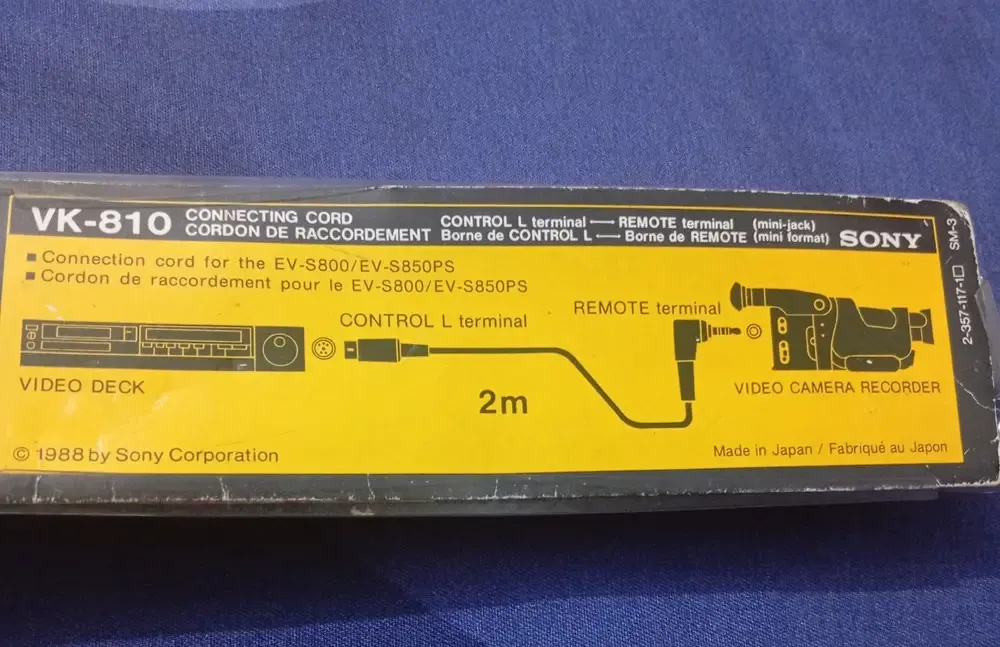 VK-810
CONNECTING CORD
CORDON DE RACCORDEMENT
CONTROL L terminal ⟷ REMOTE terminal (mini-jack)
Borne de CONTROL L ⟷ Borne de REMOTE (mini format)
SONY
■ Connection cord for the EV-S800/EV-S850PS
■ Cordon de raccordement pour le EV-S800/EV-S850PS
CONTROL L terminal
REMOTE terminal
VIDEO DECK
2m
VIDEO CAMERA RECORDER
© 1988 by Sony Corporation
Made in Japan / Fabriqué au Japon
2-357-117-1□ SM-3